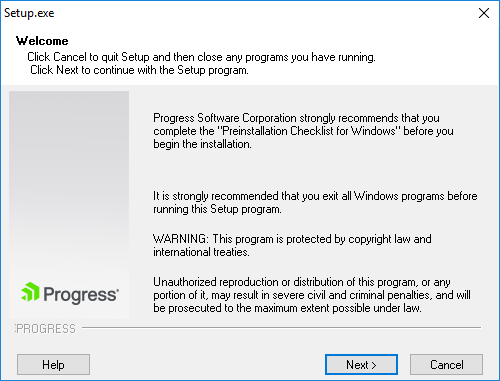 Setup.exe
Welcome
Click Cancel to quit Setup and then close any programs you have running.
Click Next to continue with the Setup program.
Progress Software Corporation strongly recommends that you
complete the "Preinstallation Checklist for Windows" before you
begin the installation.
It is strongly recommended that you exit all Windows programs before
running this Setup program.
WARNING: This program is protected by copyright law and
international treaties.
Unauthorized reproduction or distribution of this program, or any
portion of it, may result in severe civil and criminal penalties, and will
be prosecuted to the maximum extent possible under law.
Progress®
PROGRESS
Help
Next >
Cancel